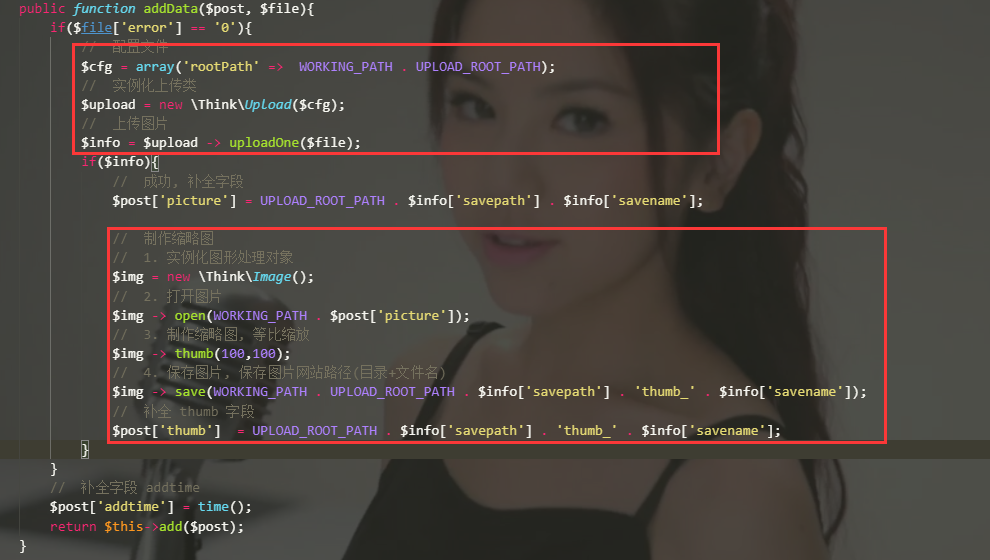 public function addData($post, $file){
if($file['error'] == '0'){
// 配置文件
$cfg = array('rootPath' => WORKING_PATH . UPLOAD_ROOT_PATH);
// 实例化上传类
$upload = new \Think\Upload($cfg);
// 上传图片
$info = $upload -> uploadOne($file);
if($info){
// 成功, 补全字段
$post['picture'] = UPLOAD_ROOT_PATH . $info['savepath'] . $info['savename'];
// 制作缩略图
// 1. 实例化图形处理对象
$img = new \Think\Image();
// 2. 打开图片
$img -> open(WORKING_PATH . $post['picture']);
// 3. 制作缩略图, 等比缩放
$img -> thumb(100,100);
// 4. 保存图片, 保存图片网站路径(目录+文件名)
$img -> save(WORKING_PATH . UPLOAD_ROOT_PATH . $info['savepath'] . 'thumb_' . $info['savename']);
// 补全 thumb 字段
$post['thumb'] = UPLOAD_ROOT_PATH . $info['savepath'] . 'thumb_' . $info['savename'];
}
}
// 补全字段 addtime
$post['addtime'] = time();
return $this->add($post);
}